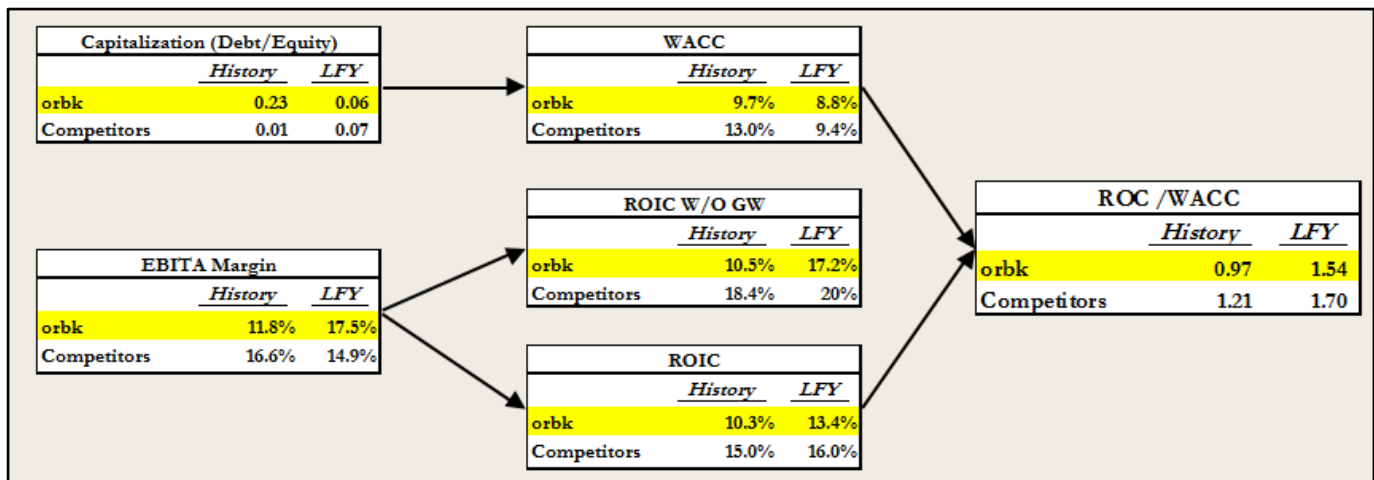 Capitalization (Debt/Equity)
History LFY
orbk 0.23 0.06
Competitors 0.01 0.07
WACC
History LFY
orbk 9.7% 8.8%
Competitors 13.0% 9.4%
ROIC W/O GW
History LFY
orbk 10.5% 17.2%
Competitors 18.4% 20%
EBITA Margin
History LFY
orbk 11.8% 17.5%
Competitors 16.6% 14.9%
ROIC
History LFY
orbk 10.3% 13.4%
Competitors 15.0% 16.0%
ROC /WACC
History LFY
orbk 0.97 1.54
Competitors 1.21 1.70